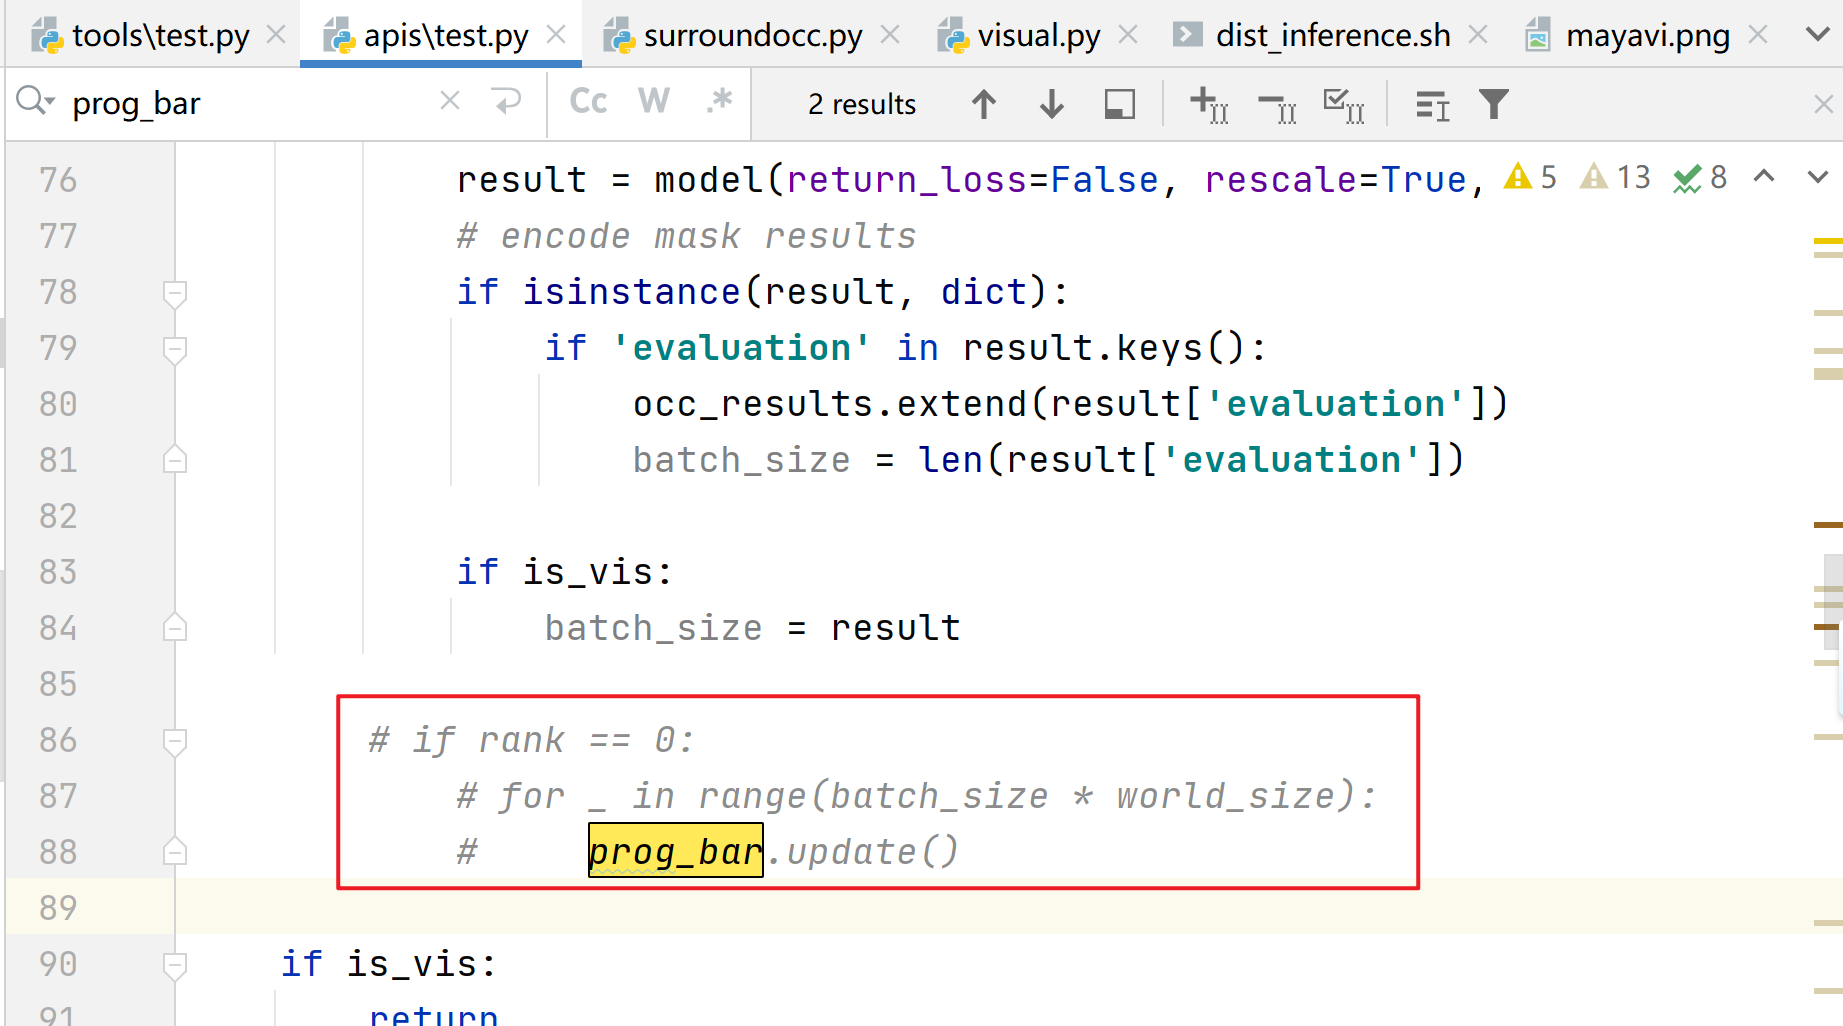 tools\test.py apis\test.py surroundocc.py visual.py dist_inference.sh mayavi.png
prog_bar Cc W .* 2 results
76 result = model(return_loss=False, rescale=True, 5 13 8
77 # encode mask results
78 if isinstance(result, dict):
79 if 'evaluation' in result.keys():
80 occ_results.extend(result['evaluation'])
81 batch_size = len(result['evaluation'])
82
83 if is_vis:
84 batch_size = result
85
86 # if rank == 0:
87 # for _ in range(batch_size * world_size):
88 # prog_bar.update()
89
90 if is_vis:
91 return